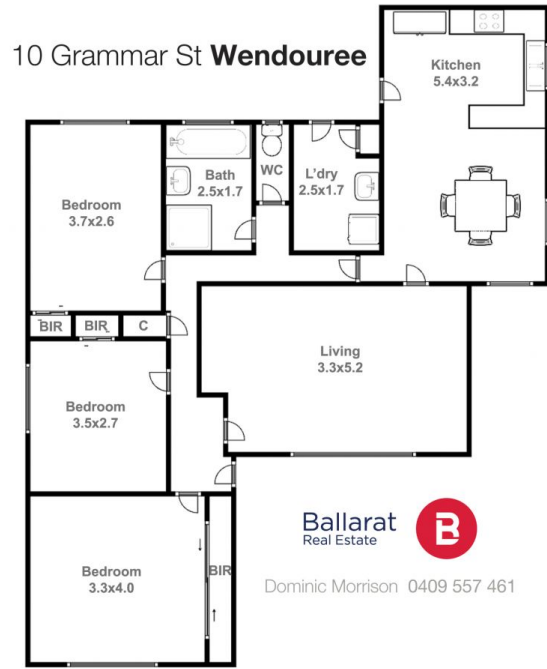 10 Grammar St Wendouree
Kitchen
5.4x3.2
Bath
2.5x1.7
WC
L'dry
2.5x1.7
Bedroom
3.7x2.6
BIR
BIR
C
Living
3.3x5.2
Bedroom
3.5x2.7
Bedroom
3.3x4.0
BIR
Ballarat
Real Estate
B
Dominic Morrison 0409 557 461